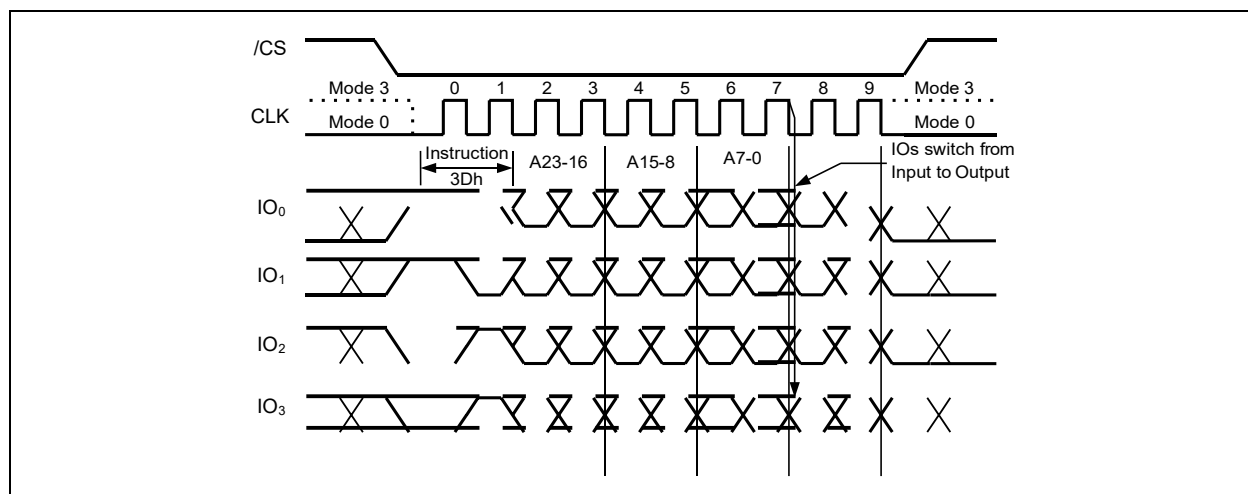 /CS
Mode 3 0 1 2 3 4 5 6 7 8 9 Mode 3
CLK
Mode 0 Mode 0
Instruction A23-16 A15-8 A7-0 IOs switch from
3Dh Input to Output
IO₀
IO₁
IO₂
IO₃